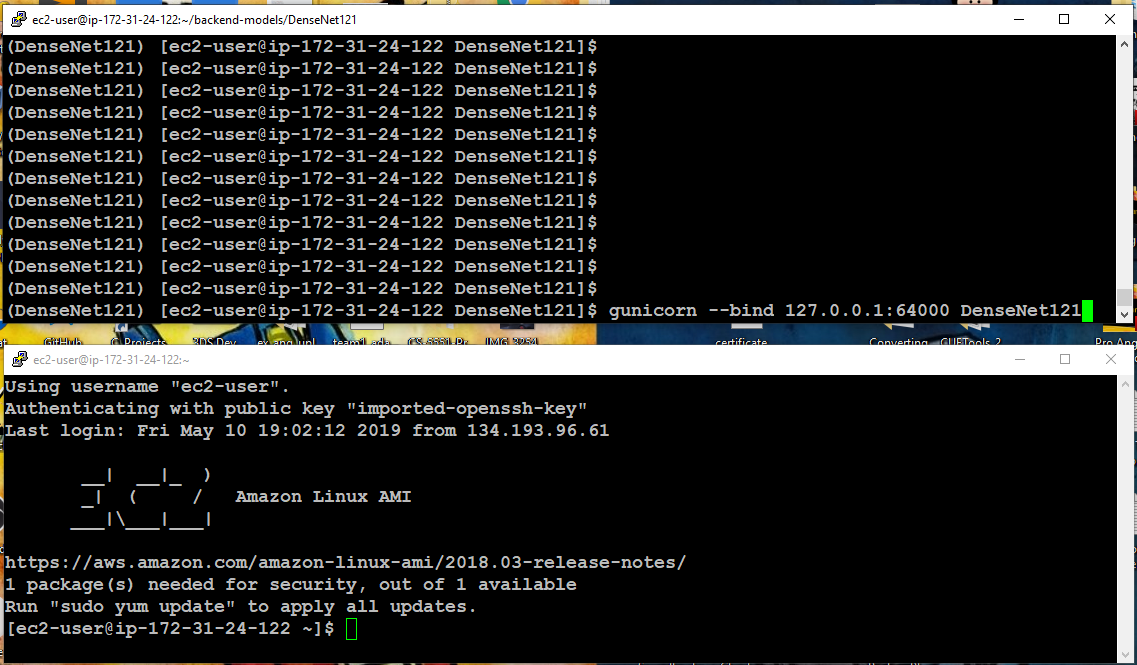 ec2-user@ip-172-31-24-122:~/backend-models/DenseNet121
(DenseNet121) [ec2-user@ip-172-31-24-122 DenseNet121]$
(DenseNet121) [ec2-user@ip-172-31-24-122 DenseNet121]$
(DenseNet121) [ec2-user@ip-172-31-24-122 DenseNet121]$
(DenseNet121) [ec2-user@ip-172-31-24-122 DenseNet121]$
(DenseNet121) [ec2-user@ip-172-31-24-122 DenseNet121]$
(DenseNet121) [ec2-user@ip-172-31-24-122 DenseNet121]$
(DenseNet121) [ec2-user@ip-172-31-24-122 DenseNet121]$
(DenseNet121) [ec2-user@ip-172-31-24-122 DenseNet121]$
(DenseNet121) [ec2-user@ip-172-31-24-122 DenseNet121]$
(DenseNet121) [ec2-user@ip-172-31-24-122 DenseNet121]$
(DenseNet121) [ec2-user@ip-172-31-24-122 DenseNet121]$
(DenseNet121) [ec2-user@ip-172-31-24-122 DenseNet121]$
(DenseNet121) [ec2-user@ip-172-31-24-122 DenseNet121]$ gunicorn --bind 127.0.0.1:64000 DenseNet121
GitHub C_Projects 3DS Dev certificate Converting
ec2-user@ip-172-31-24-122:~
Using username "ec2-user".
Authenticating with public key "imported-openssh-key"
Last login: Fri May 10 19:02:12 2019 from 134.193.96.61
__| __|_ )
_| ( / Amazon Linux AMI
___|\___|___|
https://aws.amazon.com/amazon-linux-ami/2018.03-release-notes/
1 package(s) needed for security, out of 1 available
Run "sudo yum update" to apply all updates.
[ec2-user@ip-172-31-24-122 ~]$